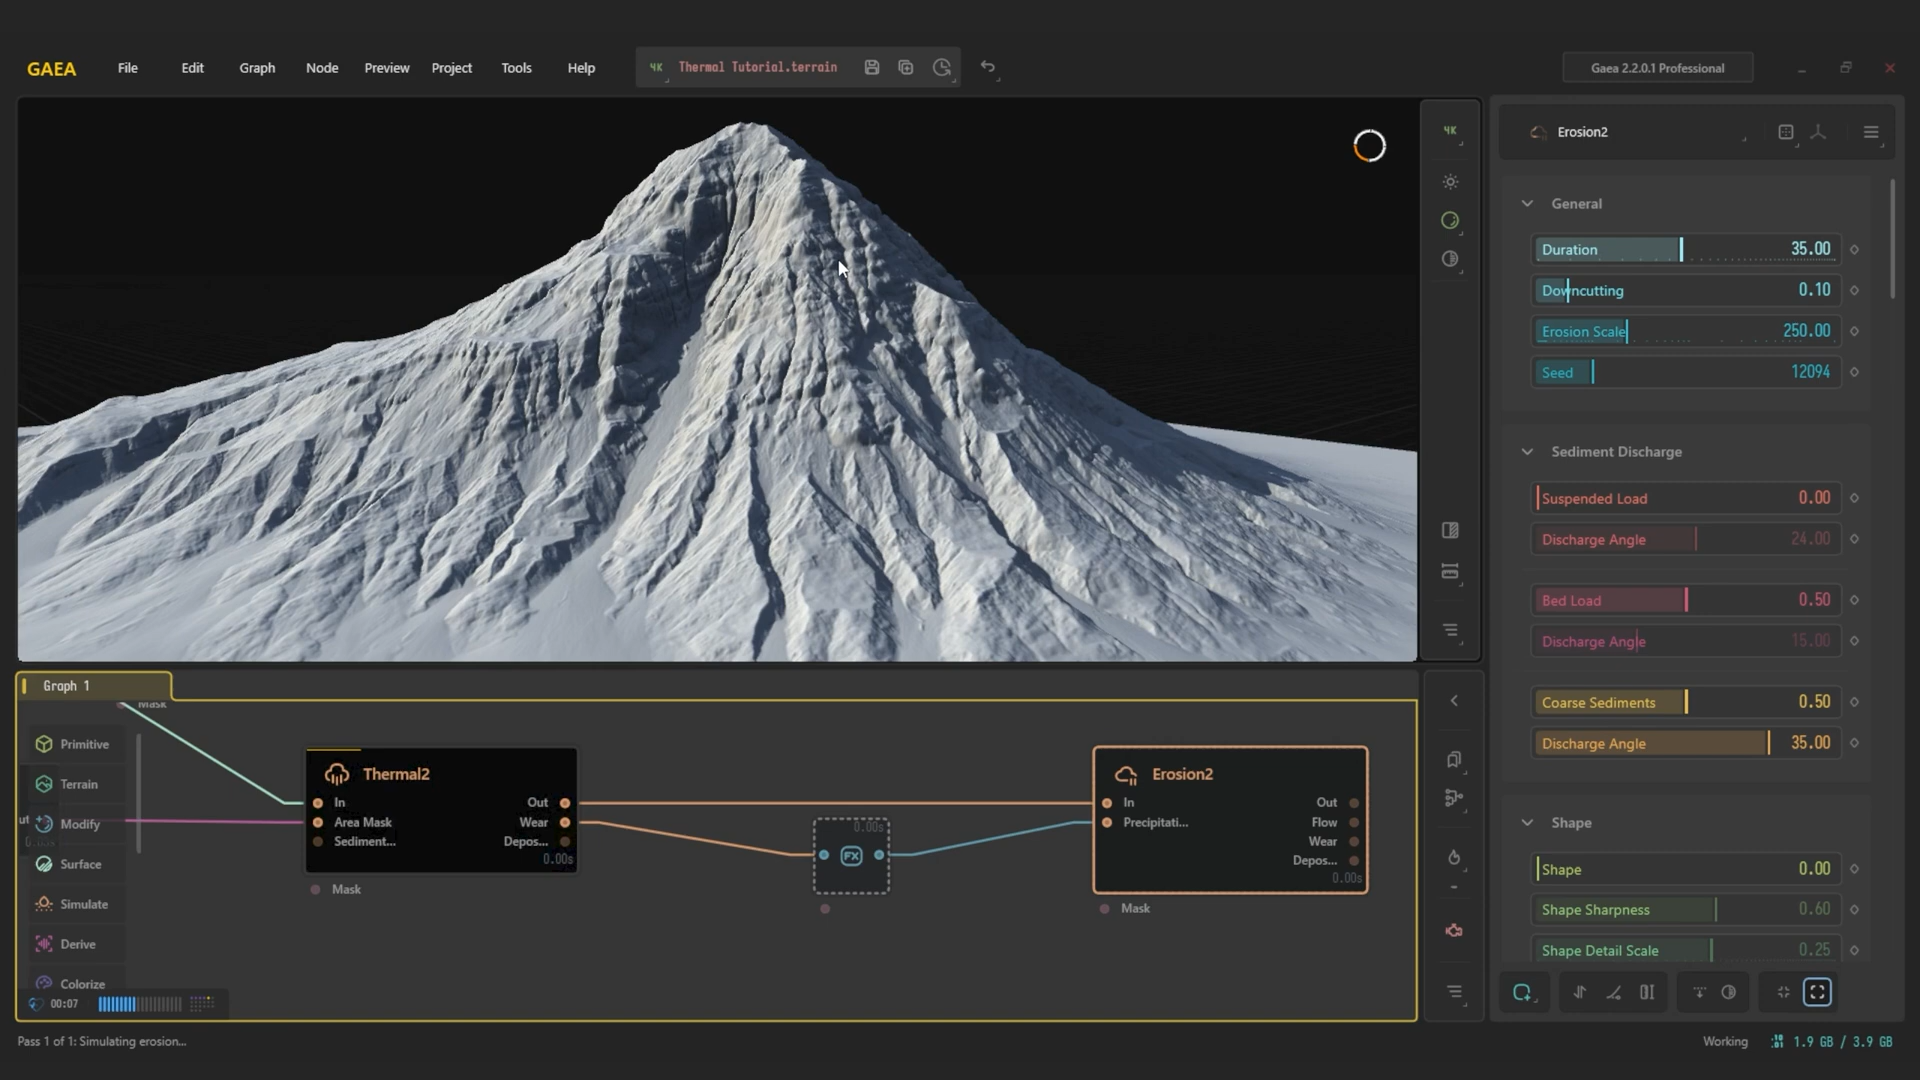 GAEA
File
Edit
Graph
Node
Preview
Project
Tools
Help
4K
Thermal Tutorial.terrain
Gaea 2.2.0.1 Professional
4K
Erosion2
General
Duration 35.00
Downcutting 0.10
Erosion Scale 250.00
Seed 12094
Sediment Discharge
Suspended Load 0.00
Discharge Angle 24.00
Bed Load 0.50
Discharge Angle 15.00
Coarse Sediments 0.50
Discharge Angle 35.00
Shape
Shape 0.00
Shape Sharpness 0.60
Shape Detail Scale 0.25
Graph 1
Mask
Primitive
Terrain
Modify
Surface
Simulate
Derive
Colorize
00:07
Thermal2
In Out
Area Mask Wear
Sediment... Depos...
0.00s
Mask
0.00s
FX
Erosion2
In Out
Precipitati... Flow
Wear
Depos...
0.00s
Mask
Pass 1 of 1: Simulating erosion...
Working
1.9 GB / 3.9 GB